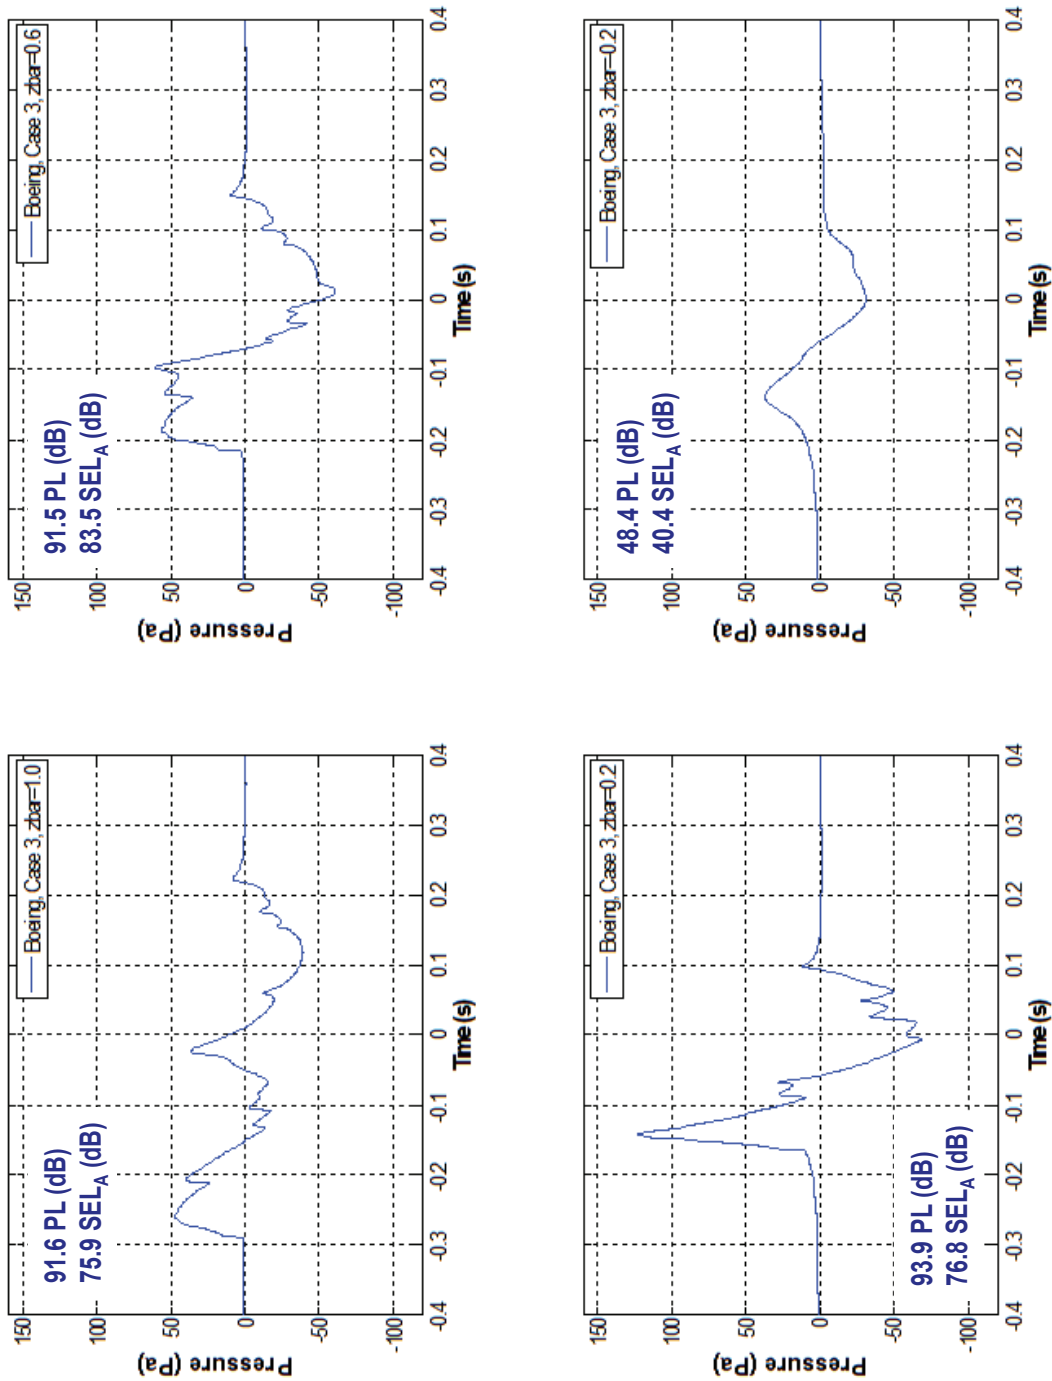 Boeing, Case 3, zbar=1.0
91.6 PL (dB)
75.9 SELA (dB)
Pressure (Pa)
150
100
50
0
-50
-100
-0.4 -0.3 -0.2 -0.1 0 0.1 0.2 0.3 0.4
Time(s)
Boeing, Case 3, zbar=0.6
91.5 PL (dB)
83.5 SELA (dB)
Pressure (Pa)
150
100
50
0
-50
-100
-0.4 -0.3 -0.2 -0.1 0 0.1 0.2 0.3 0.4
Time(s)
Boeing, Case 3, zbar=0.2
93.9 PL (dB)
76.8 SELA (dB)
Pressure (Pa)
150
100
50
0
-50
-100
-0.4 -0.3 -0.2 -0.1 0 0.1 0.2 0.3 0.4
Time(s)
Boeing, Case 3, zbar=-0.2
48.4 PL (dB)
40.4 SELA (dB)
Pressure (Pa)
150
100
50
0
-50
-100
-0.4 -0.3 -0.2 -0.1 0 0.1 0.2 0.3 0.4
Time(s)